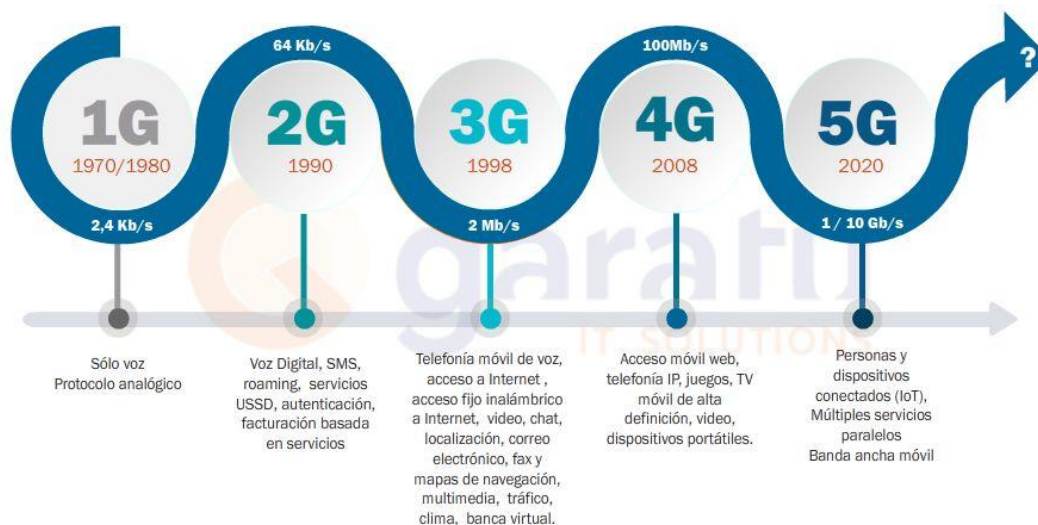 64 Kb/s
100Mb/s
?
1G
1970/1980
2G
1990
3G
1998
4G
2008
5G
2020
2,4 Kb/s
2 Mb/s
1 / 10 Gb/s
garatu
IT SOLUTIONS
Sólo voz
Protocolo analógico
Voz Digital, SMS,
roaming, servicios
USSD, autenticación,
facturación basada
en servicios
Telefonía móvil de voz,
acceso a Internet ,
acceso fijo inalámbrico
a Internet, video, chat,
localización, correo
electrónico, fax y
mapas de navegación,
multimedia, tráfico,
clima, banca virtual.
Acceso móvil web,
telefonía IP, juegos, TV
móvil de alta
definición, video,
dispositivos portátiles.
Personas y
dispositivos
conectados (IoT),
Múltiples servicios
paralelos
Banda ancha móvil